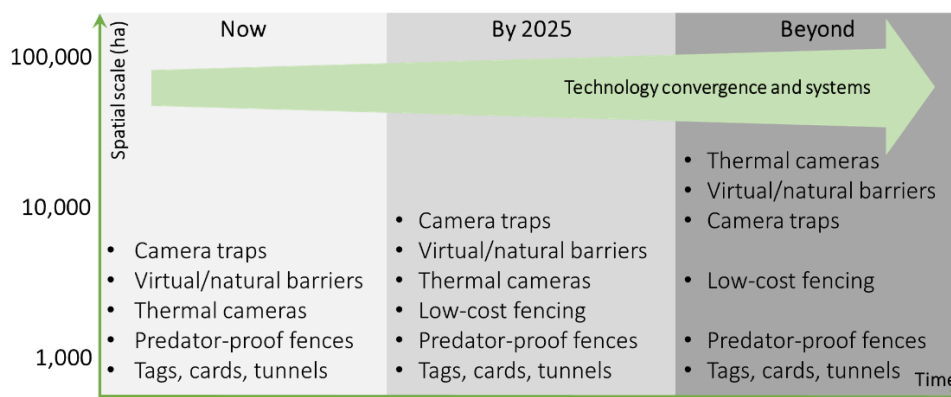 Now
By 2025
Beyond
100,000
10,000
1,000
Spatial scale (ha)
Technology convergence and systems
• Camera traps
• Virtual/natural barriers
• Thermal cameras
• Predator-proof fences
• Tags, cards, tunnels
• Camera traps
• Virtual/natural barriers
• Thermal cameras
• Low-cost fencing
• Predator-proof fences
• Tags, cards, tunnels
• Thermal cameras
• Virtual/natural barriers
• Camera traps
• Low-cost fencing
• Predator-proof fences
• Tags, cards, tunnels
Time